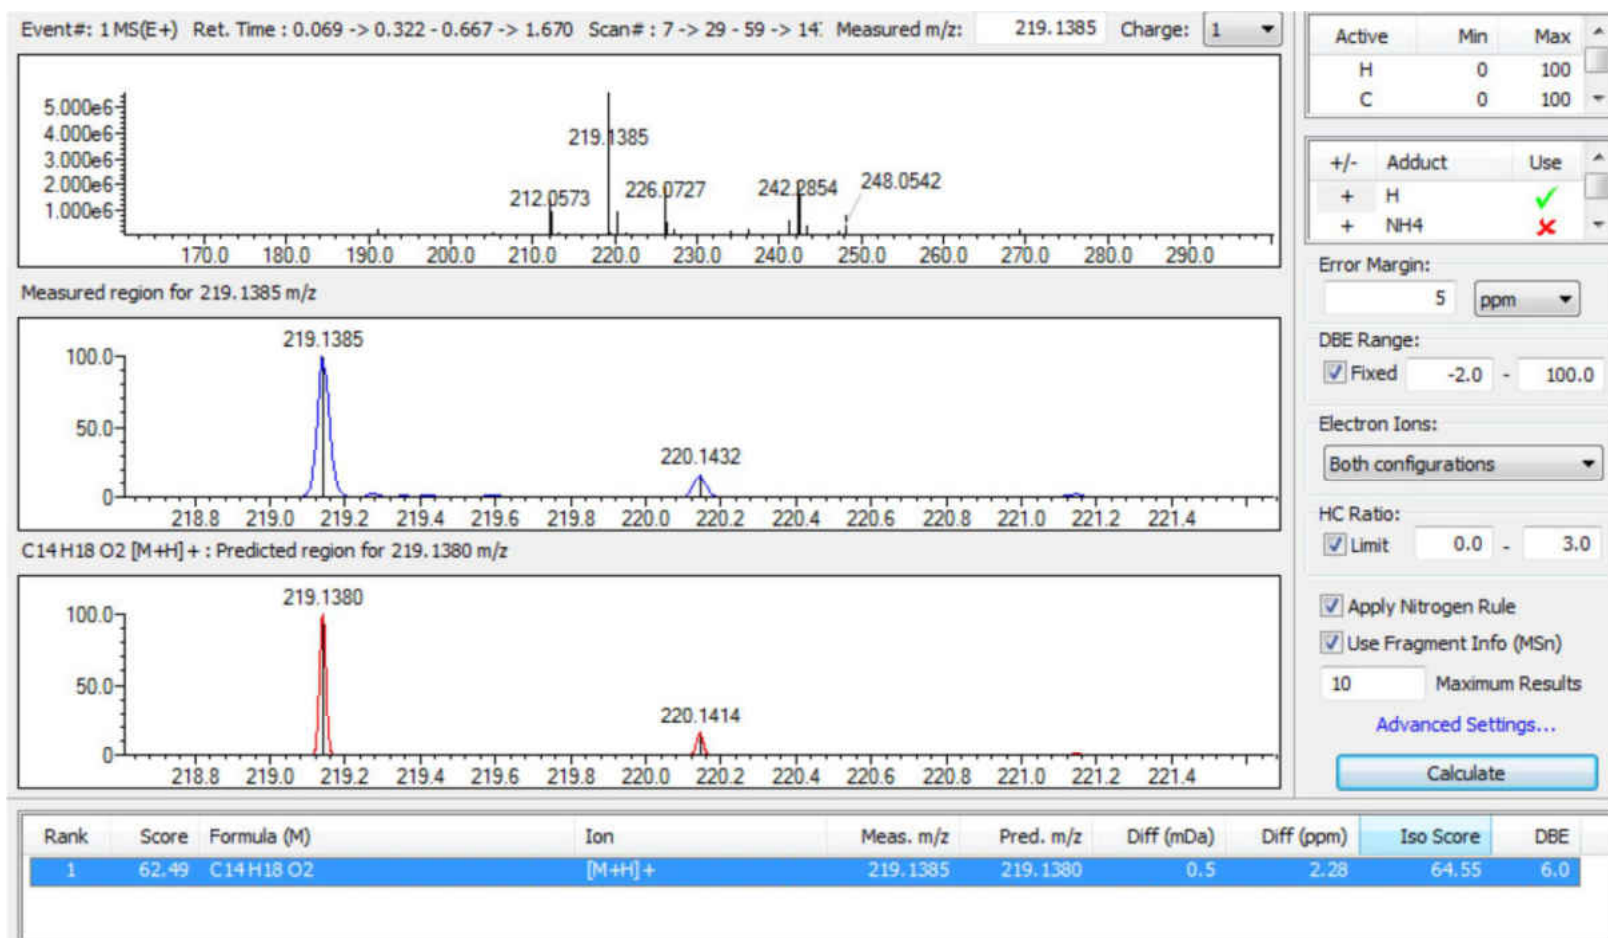 Event#: 1 MS(E+) Ret. Time : 0.069 -> 0.322 - 0.667 -> 1.670 Scan# : 7 -> 29 - 59 -> 14 Measured m/z: 219.1385 Charge: 1
5.000e6
4.000e6
3.000e6
2.000e6
1.000e6
219.1385
212.0573 226.0727 242.2854 248.0542
170.0 180.0 190.0 200.0 210.0 220.0 230.0 240.0 250.0 260.0 270.0 280.0 290.0
Measured region for 219.1385 m/z
219.1385
100.0
50.0
220.1432
0
218.8 219.0 219.2 219.4 219.6 219.8 220.0 220.2 220.4 220.6 220.8 221.0 221.2 221.4
C14 H18 O2 [M+H]+ : Predicted region for 219.1380 m/z
219.1380
100.0
50.0
220.1414
0
218.8 219.0 219.2 219.4 219.6 219.8 220.0 220.2 220.4 220.6 220.8 221.0 221.2 221.4
Active Min Max
H 0 100
C 0 100
+/- Adduct Use
+ H
+ NH4
Error Margin:
5 ppm
DBE Range:
Fixed -2.0 - 100.0
Electron Ions:
Both configurations
HC Ratio:
Limit 0.0 - 3.0
Apply Nitrogen Rule
Use Fragment Info (MSn)
10 Maximum Results
Advanced Settings...
Calculate
Rank Score Formula (M) Ion Meas. m/z Pred. m/z Diff (mDa) Diff (ppm) Iso Score DBE
1 62.49 C14 H18 O2 [M+H]+ 219.1385 219.1380 0.5 2.28 64.55 6.0